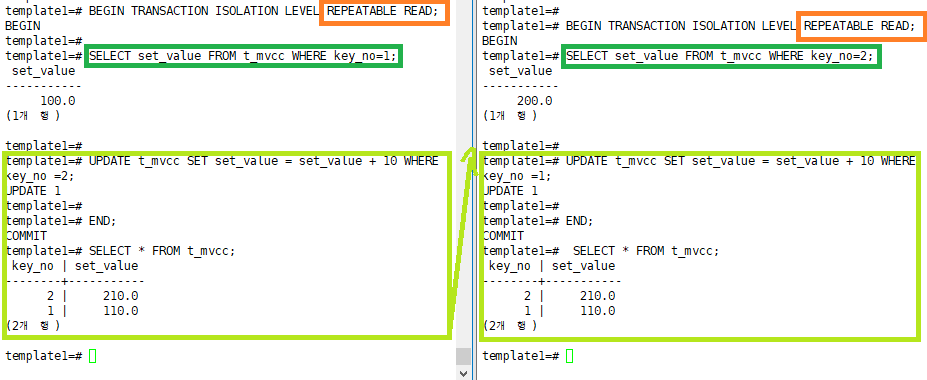 template1=#
template1=# BEGIN TRANSACTION ISOLATION LEVEL REPEATABLE READ;
BEGIN
template1=#
template1=# SELECT set_value FROM t_mvcc WHERE key_no=1;
set_value
-----------
100.0
(1개 행)
template1=#
template1=# UPDATE t_mvcc SET set_value = set_value + 10 WHERE
key_no =2;
UPDATE 1
template1=#
template1=# END;
COMMIT
template1=# SELECT * FROM t_mvcc;
key_no | set_value
--------+-----------
2 | 210.0
1 | 110.0
(2개 행)
template1=#
template1=#
template1=# BEGIN TRANSACTION ISOLATION LEVEL REPEATABLE READ;
BEGIN
template1=# SELECT set_value FROM t_mvcc WHERE key_no=2;
set_value
-----------
200.0
(1개 행)
template1=#
template1=# UPDATE t_mvcc SET set_value = set_value + 10 WHERE
key_no =1;
UPDATE 1
template1=#
template1=# END;
COMMIT
template1=#  SELECT * FROM t_mvcc;
key_no | set_value
--------+-----------
2 | 210.0
1 | 110.0
(2개 행)
template1=#